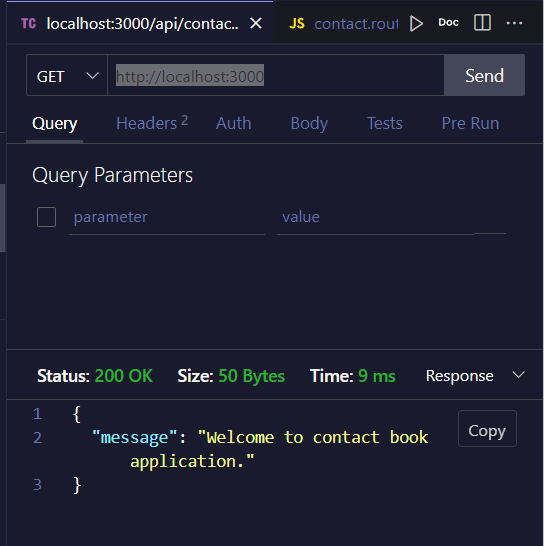 TC localhost:3000/api/contac.. × JS contact.rout Doc ...
GET http://localhost:3000 Send
Query Headers 2 Auth Body Tests Pre Run
Query Parameters
parameter value
Status: 200 OK Size: 50 Bytes Time: 9 ms Response
1 {
2 "message": "Welcome to contact book
application."
3 }
Copy